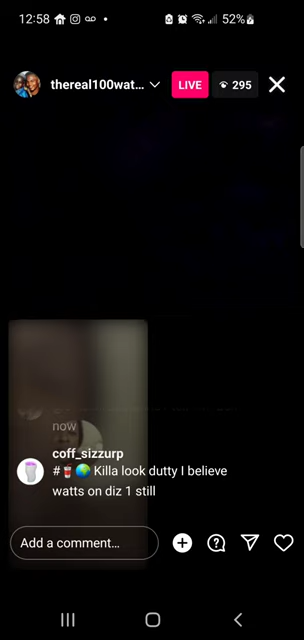 12:58
52%
thereal100wat...
LIVE
295
now
coff_sizzurp
#🥤🌍 Killa look dutty I believe
watts on diz 1 still
Add a comment...